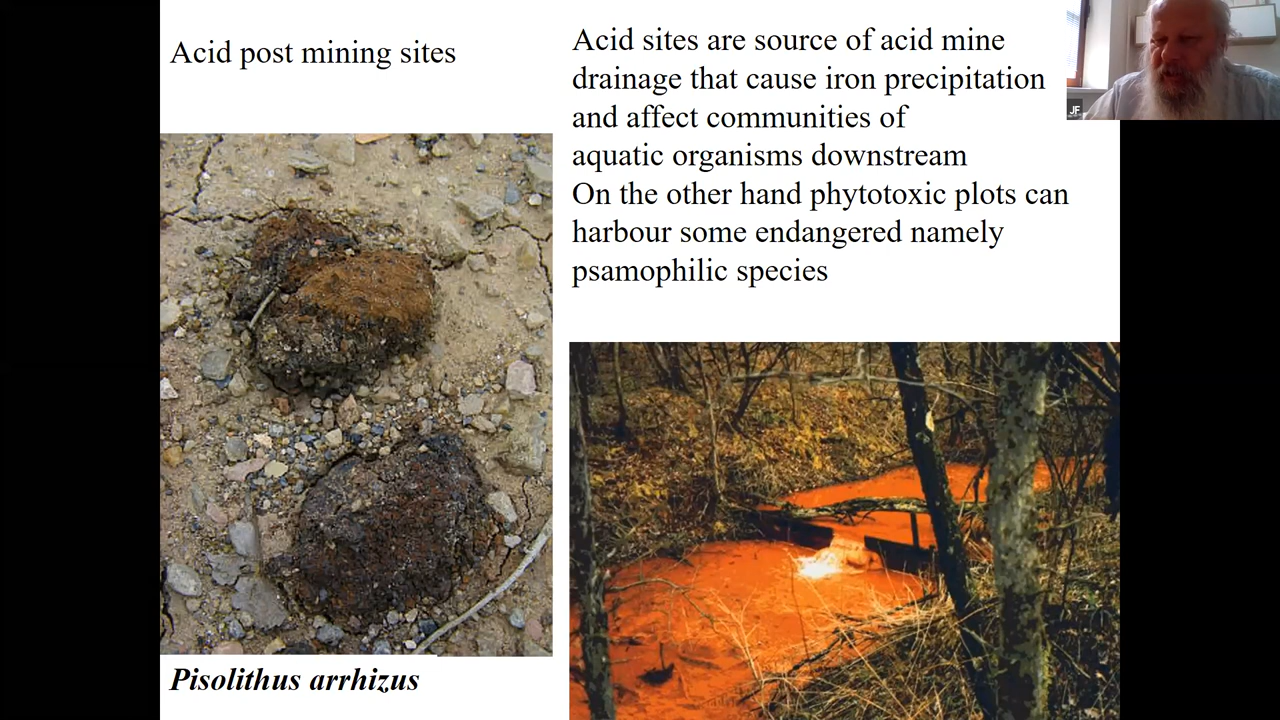 Acid post mining sites
Acid sites are source of acid mine
drainage that cause iron precipitation
and affect communities of
aquatic organisms downstream
On the other hand phytotoxic plots can
harbour some endangered namely
psamophilic species
JF
Pisolithus arrhizus